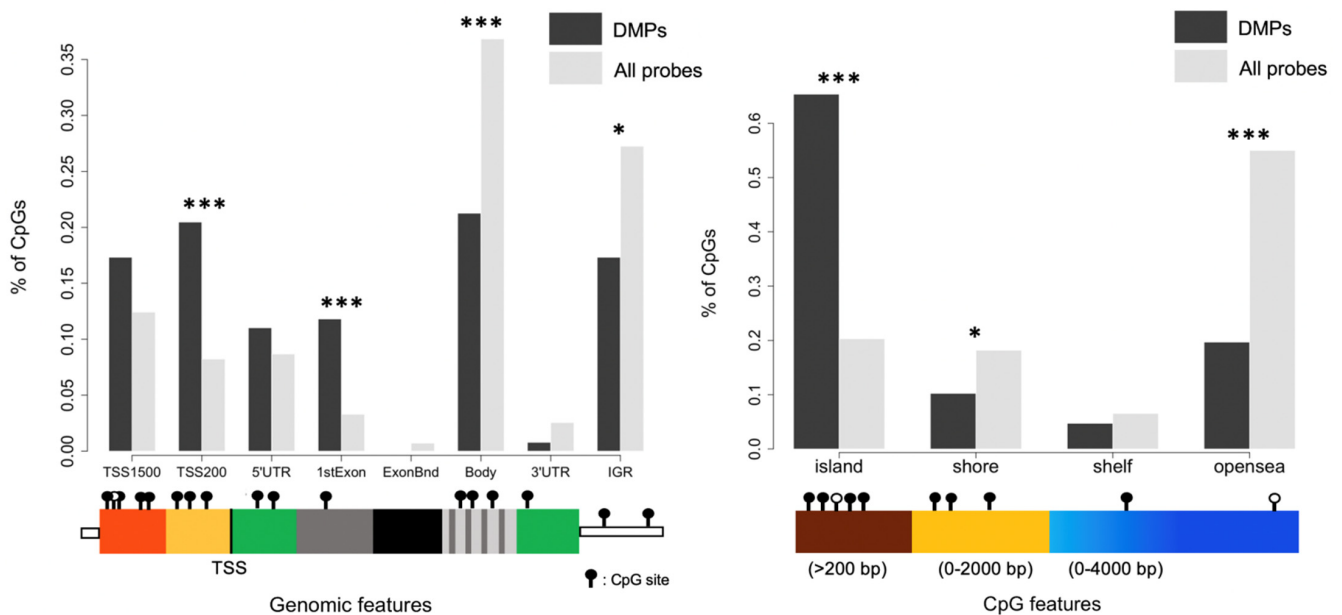 % of CpGs
0.00 0.05 0.10 0.15 0.20 0.25 0.30 0.35
DMPs
All probes
***
***
***
*
TSS1500 TSS200 5'UTR 1stExon ExonBnd Body 3'UTR IGR
TSS
: CpG site
Genomic features
% of CpGs
0.0 0.1 0.2 0.3 0.4 0.5 0.6
DMPs
All probes
***
***
*
island shore shelf opensea
(>200 bp) (0-2000 bp) (0-4000 bp)
CpG features